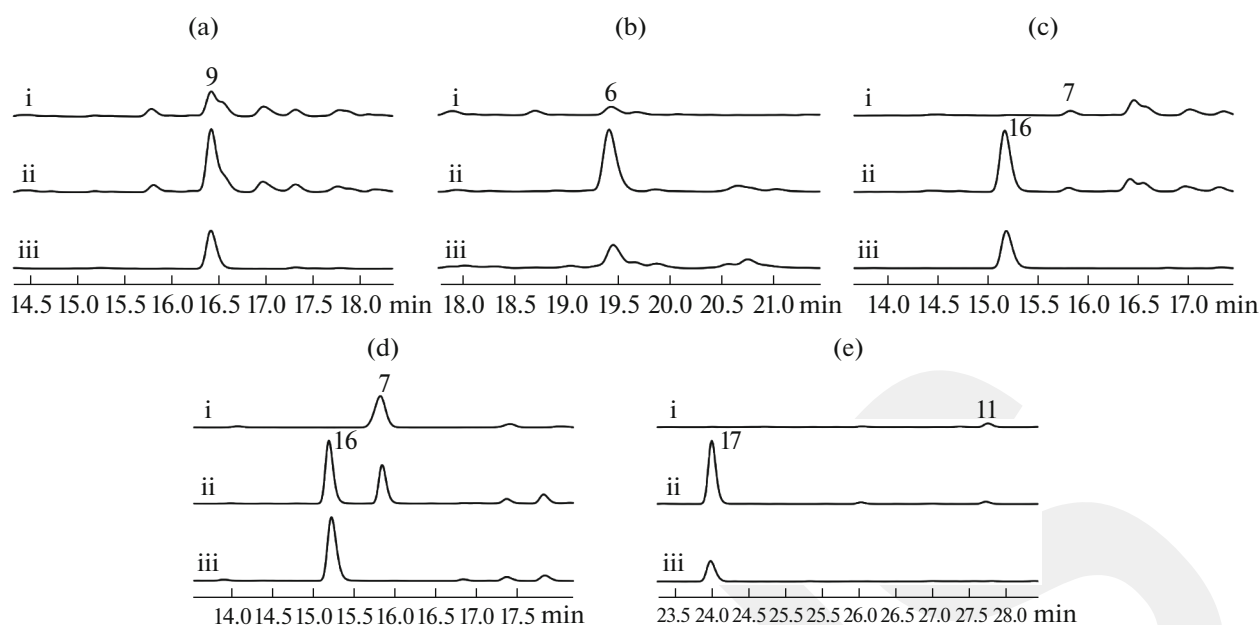 (a) (b) (c)
9 6 7
i i i
16
ii ii ii
iii iii iii
14.5 15.0 15.5 16.0 16.5 17.0 17.5 18.0 min 18.0 18.5 19.0 19.5 20.0 20.5 21.0 min 14.0 14.5 15.0 15.5 16.0 16.5 17.0 min
(d) (e)
7
i i 11
16 17
ii ii
iii iii
14.0 14.5 15.0 15.5 16.0 16.5 17.0 17.5 min 23.5 24.0 24.5 25.5 25.5 26.0 26.5 27.0 27.5 28.0 min